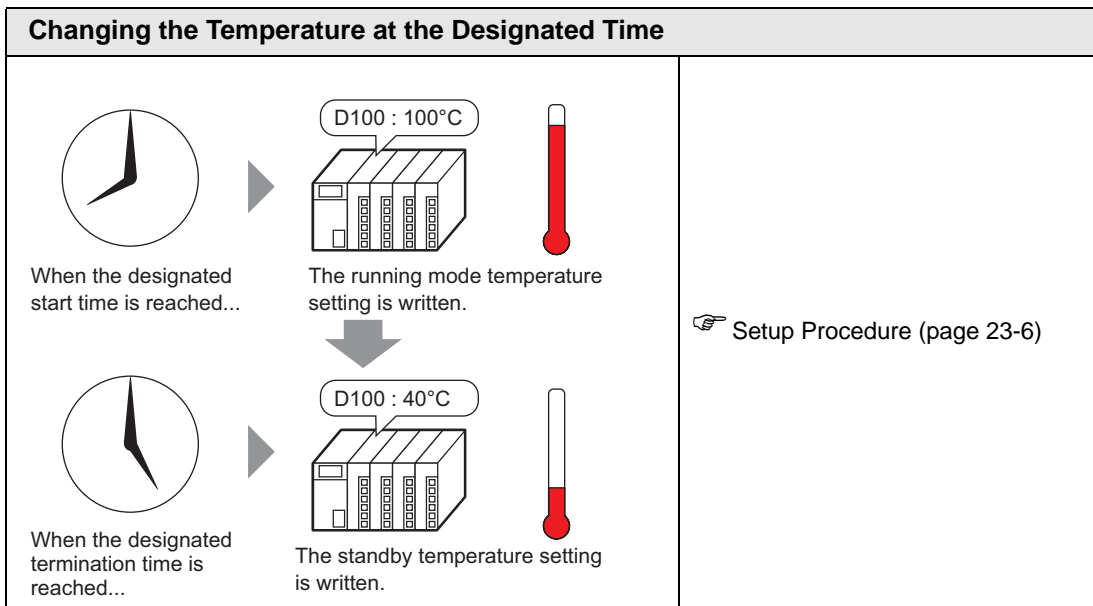 Changing the Temperature at the Designated Time
D100 : 100°C
When the designated
start time is reached...
The running mode temperature
setting is written.
☞ Setup Procedure (page 23-6)
D100 : 40°C
When the designated
termination time is
reached...
The standby temperature setting
is written.